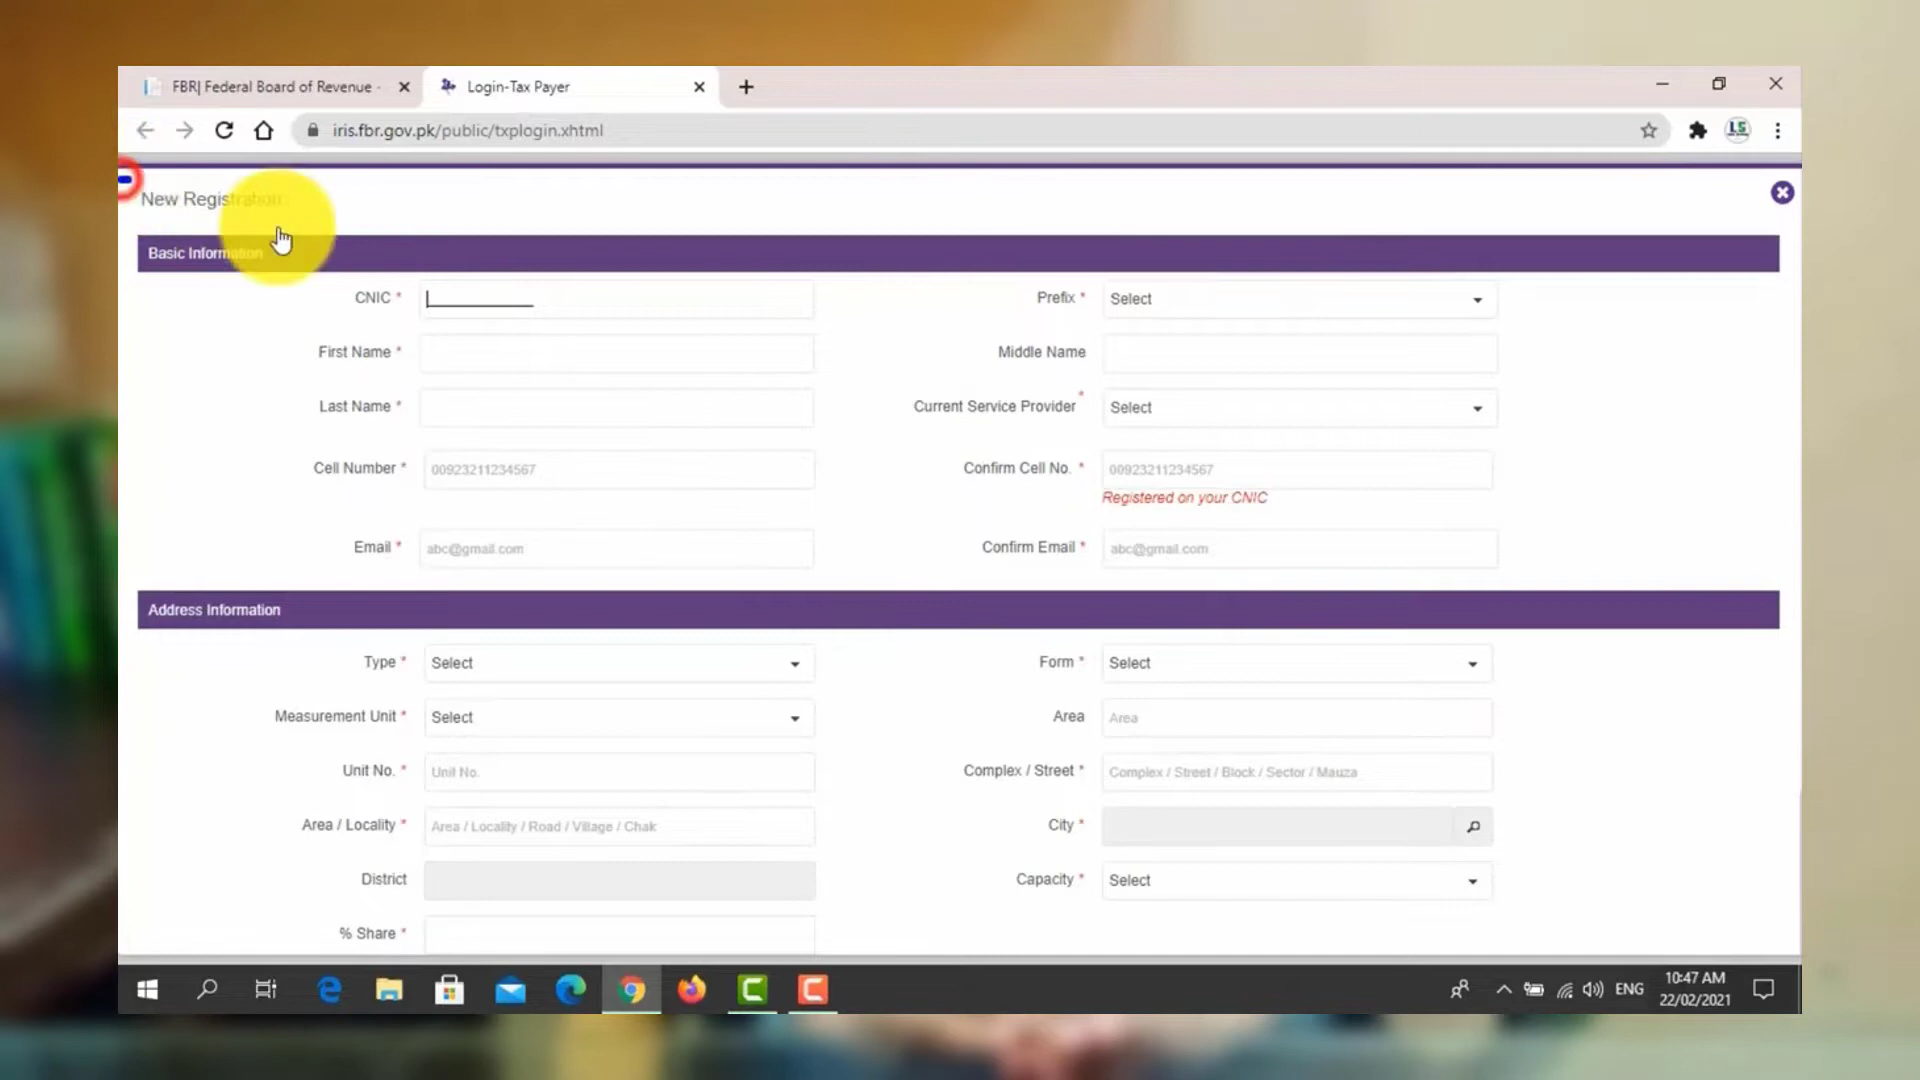 FBR| Federal Board of Revenue -
Login-Tax Payer
iris.fbr.gov.pk/public/txplogin.xhtml
LS
New Registration
Basic Information
CNIC *
Prefix * Select
First Name *
Middle Name
Last Name *
Current Service Provider * Select
Cell Number * 00923211234567
Confirm Cell No. * 00923211234567
Registered on your CNIC
Email * abc@gmail.com
Confirm Email * abc@gmail.com
Address Information
Type * Select
Form * Select
Measurement Unit * Select
Area Area
Unit No. * Unit No.
Complex / Street * Complex / Street / Block / Sector / Mauza
Area / Locality * Area / Locality / Road / Village / Chak
City *
District
Capacity * Select
% Share *
ENG
10:47 AM
22/02/2021